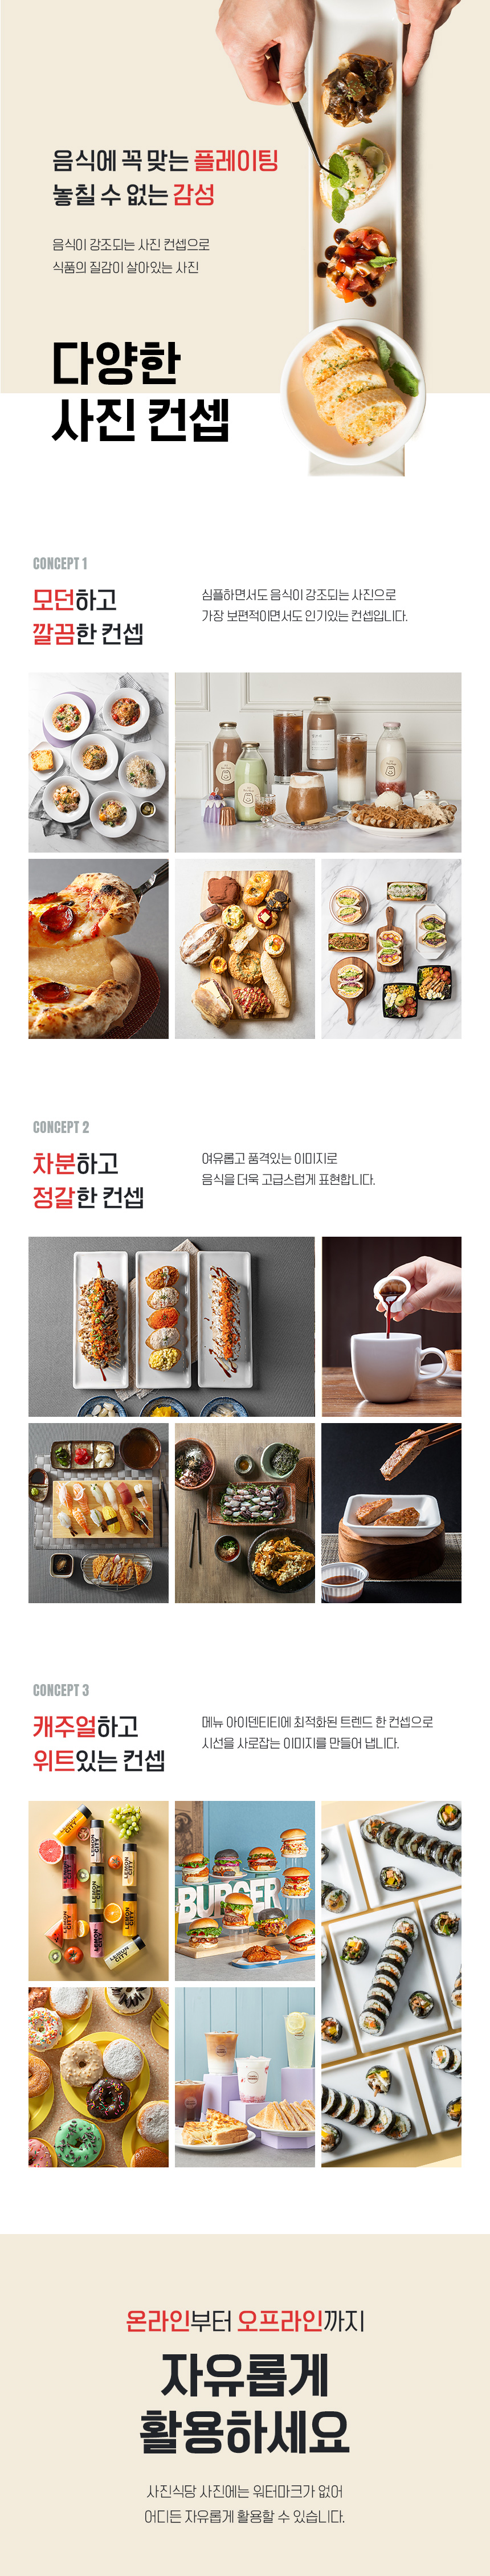 음식에 꼭 맞는 플레이팅
놓칠 수 없는 감성
음식이 강조되는 사진 컨셉으로
식품의 질감이 살아있는 사진
다양한
사진 컨셉
CONCEPT 1
모던하고
깔끔한 컨셉
심플하면서도 음식이 강조되는 사진으로
가장 보편적이면서도 인기있는 컨셉입니다.
CONCEPT 2
차분하고
정갈한 컨셉
여유롭고 품격있는 이미지로
음식을 더욱 고급스럽게 표현합니다.
CONCEPT 3
캐주얼하고
위트있는 컨셉
메뉴 아이덴티티에 최적화된 트렌드 한 컨셉으로
시선을 사로잡는 이미지를 만들어 냅니다.
LEMON CITY
BURGER
온라인부터 오프라인까지
자유롭게
활용하세요
사진식당 사진에는 워터마크가 없어
어디든 자유롭게 활용할 수 있습니다.